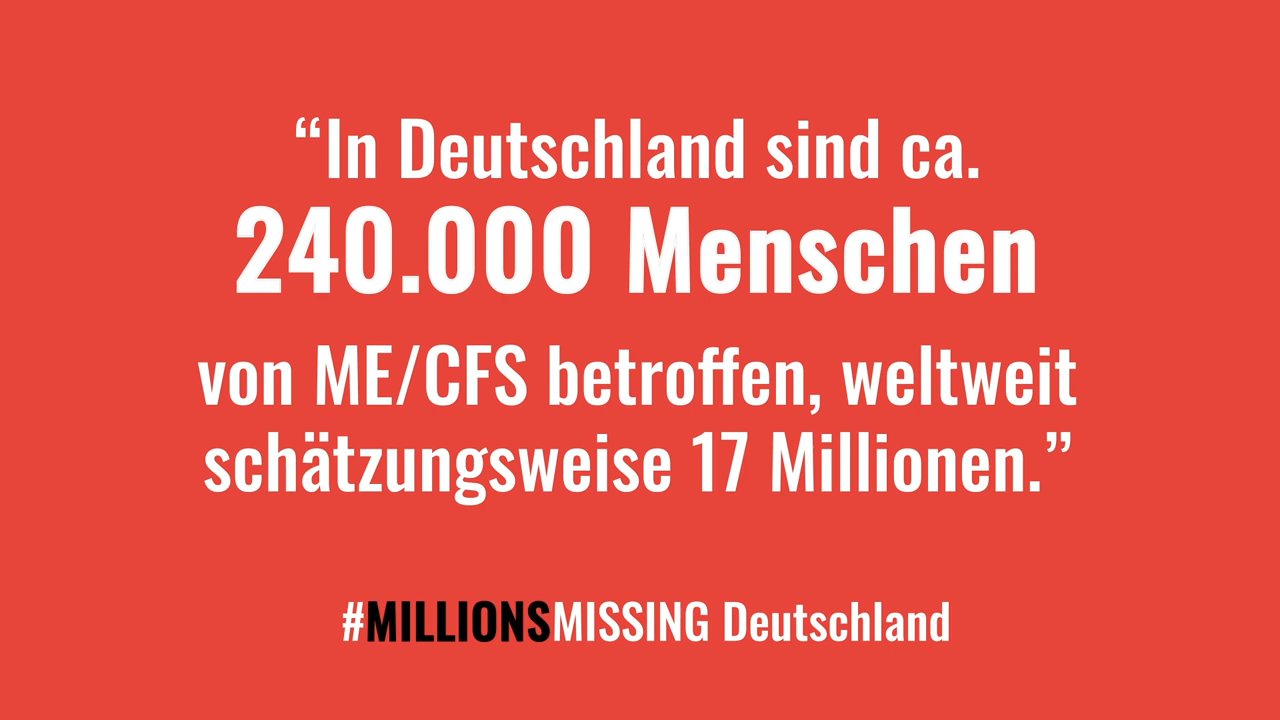 “In Deutschland sind ca.
240.000 Menschen
von ME/CFS betroffen, weltweit
schätzungsweise 17 Millionen.”
#MILLIONSMISSING Deutschland